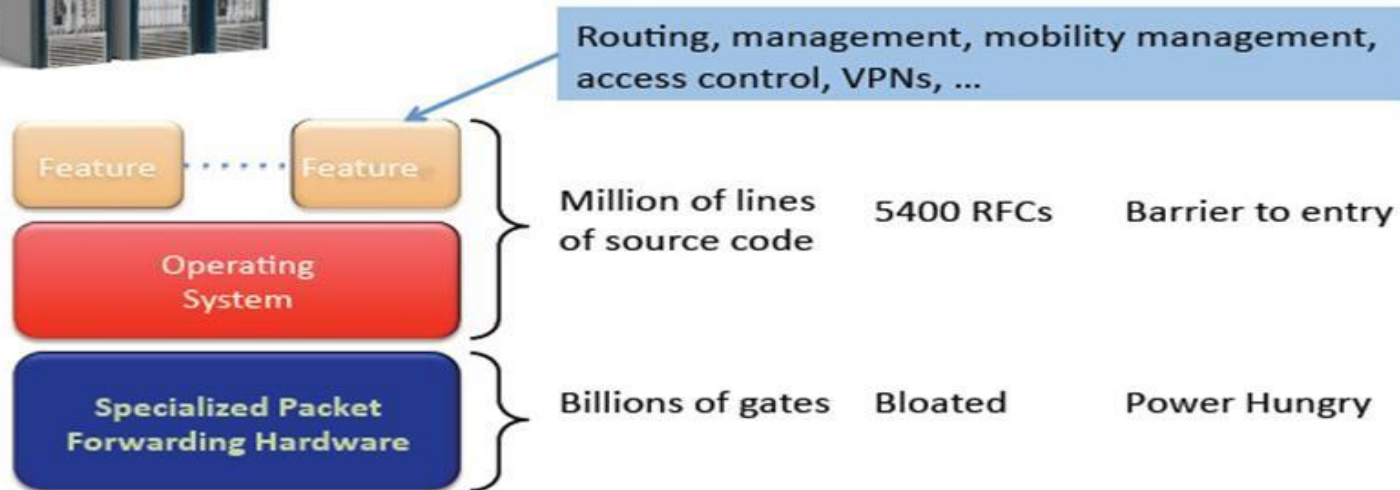 Routing, management, mobility management,
access control, VPNs, ...
Feature
Feature
Million of lines
of source code
5400 RFCs
Barrier to entry
Operating
System
Specialized Packet
Forwarding Hardware
Billions of gates
Bloated
Power Hungry